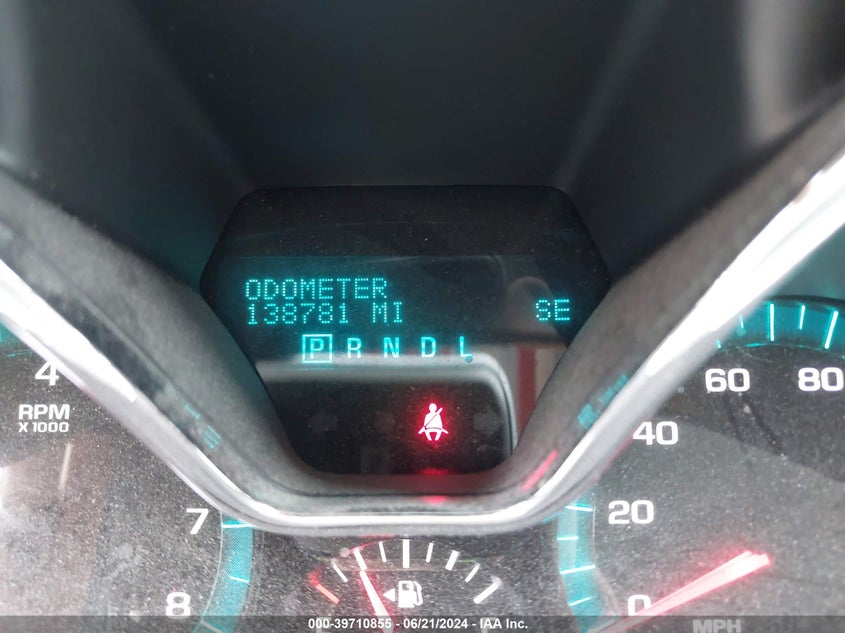 ODOMETER
138781 MI SE
P R N D L
4
RPM
X 1000
7
8
60 80
40
20
0
MPH
000-39710855 - 06/21/2024 - IAA Inc.